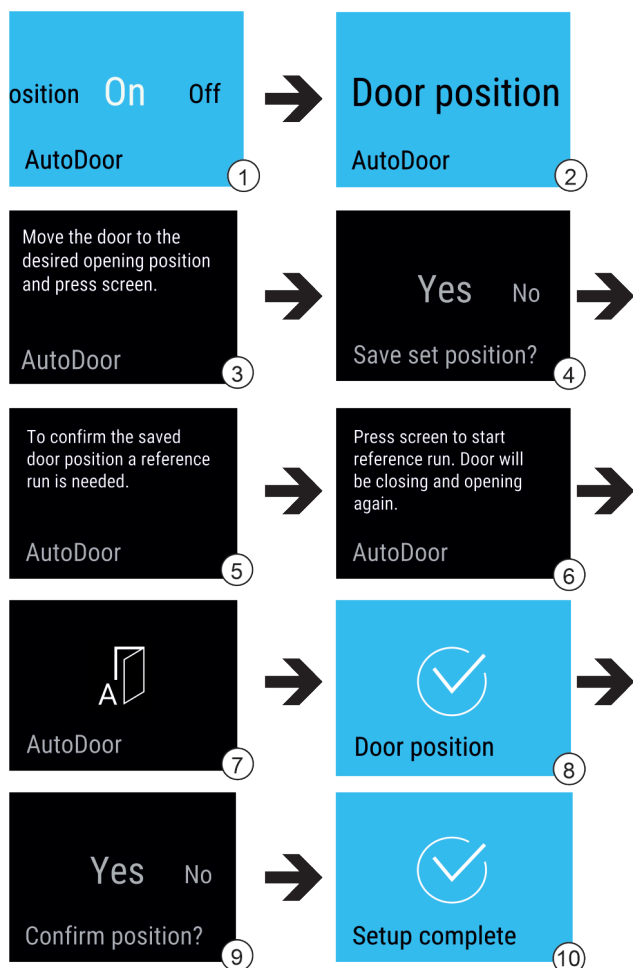 osition On Off
AutoDoor
1
Door position
AutoDoor
2
Move the door to the
desired opening position
and press screen.
AutoDoor
3
Yes No
Save set position?
4
To confirm the saved
door position a reference
run is needed.
AutoDoor
5
Press screen to start
reference run. Door will
be closing and opening
again.
AutoDoor
6
A
AutoDoor
7
Door position
8
Yes No
Confirm position?
9
Setup complete
10